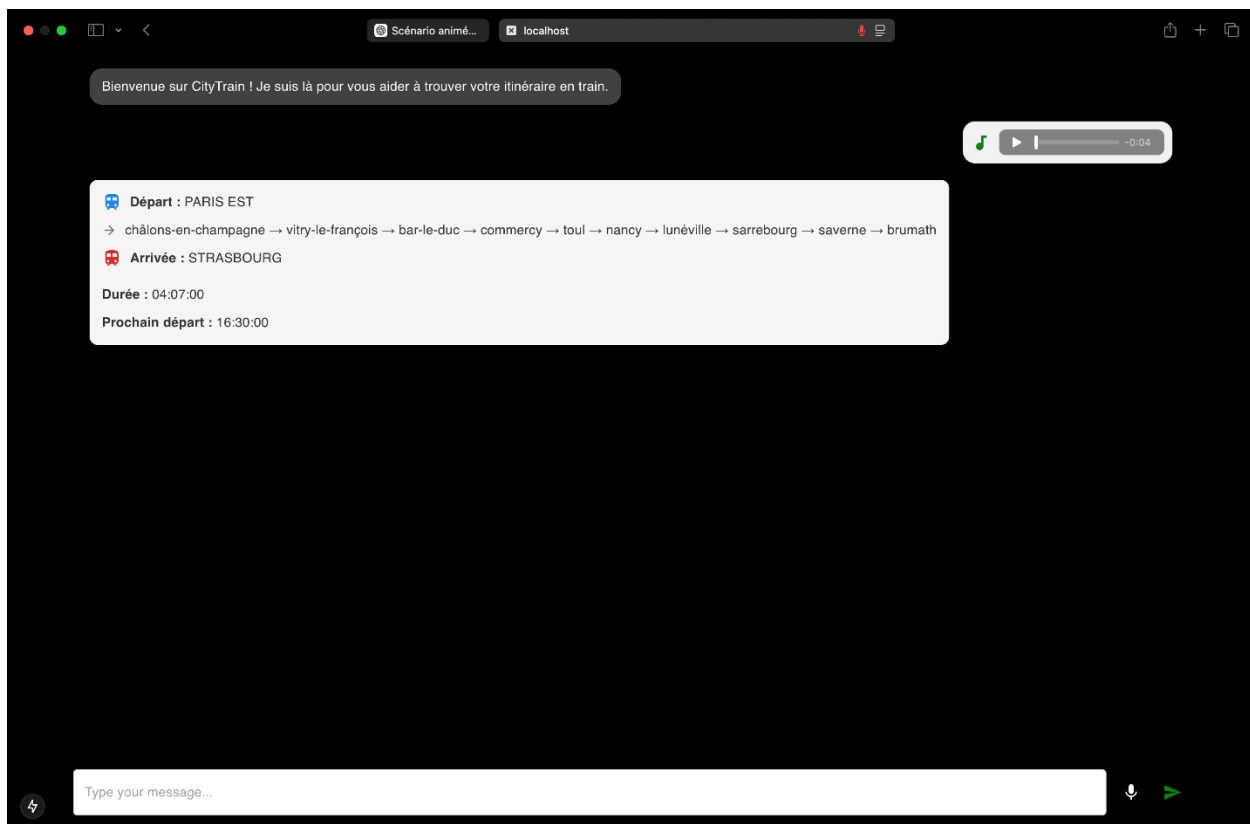 Scénario animé...
localhost
Bienvenue sur CityTrain ! Je suis là pour vous aider à trouver votre itinéraire en train.
-0:04
Départ : PARIS EST
→ châlons-en-champagne → vitry-le-françois → bar-le-duc → commercy → toul → nancy → lunéville → sarrebourg → saverne → brumath
Arrivée : STRASBOURG
Durée : 04:07:00
Prochain départ : 16:30:00
Type your message...